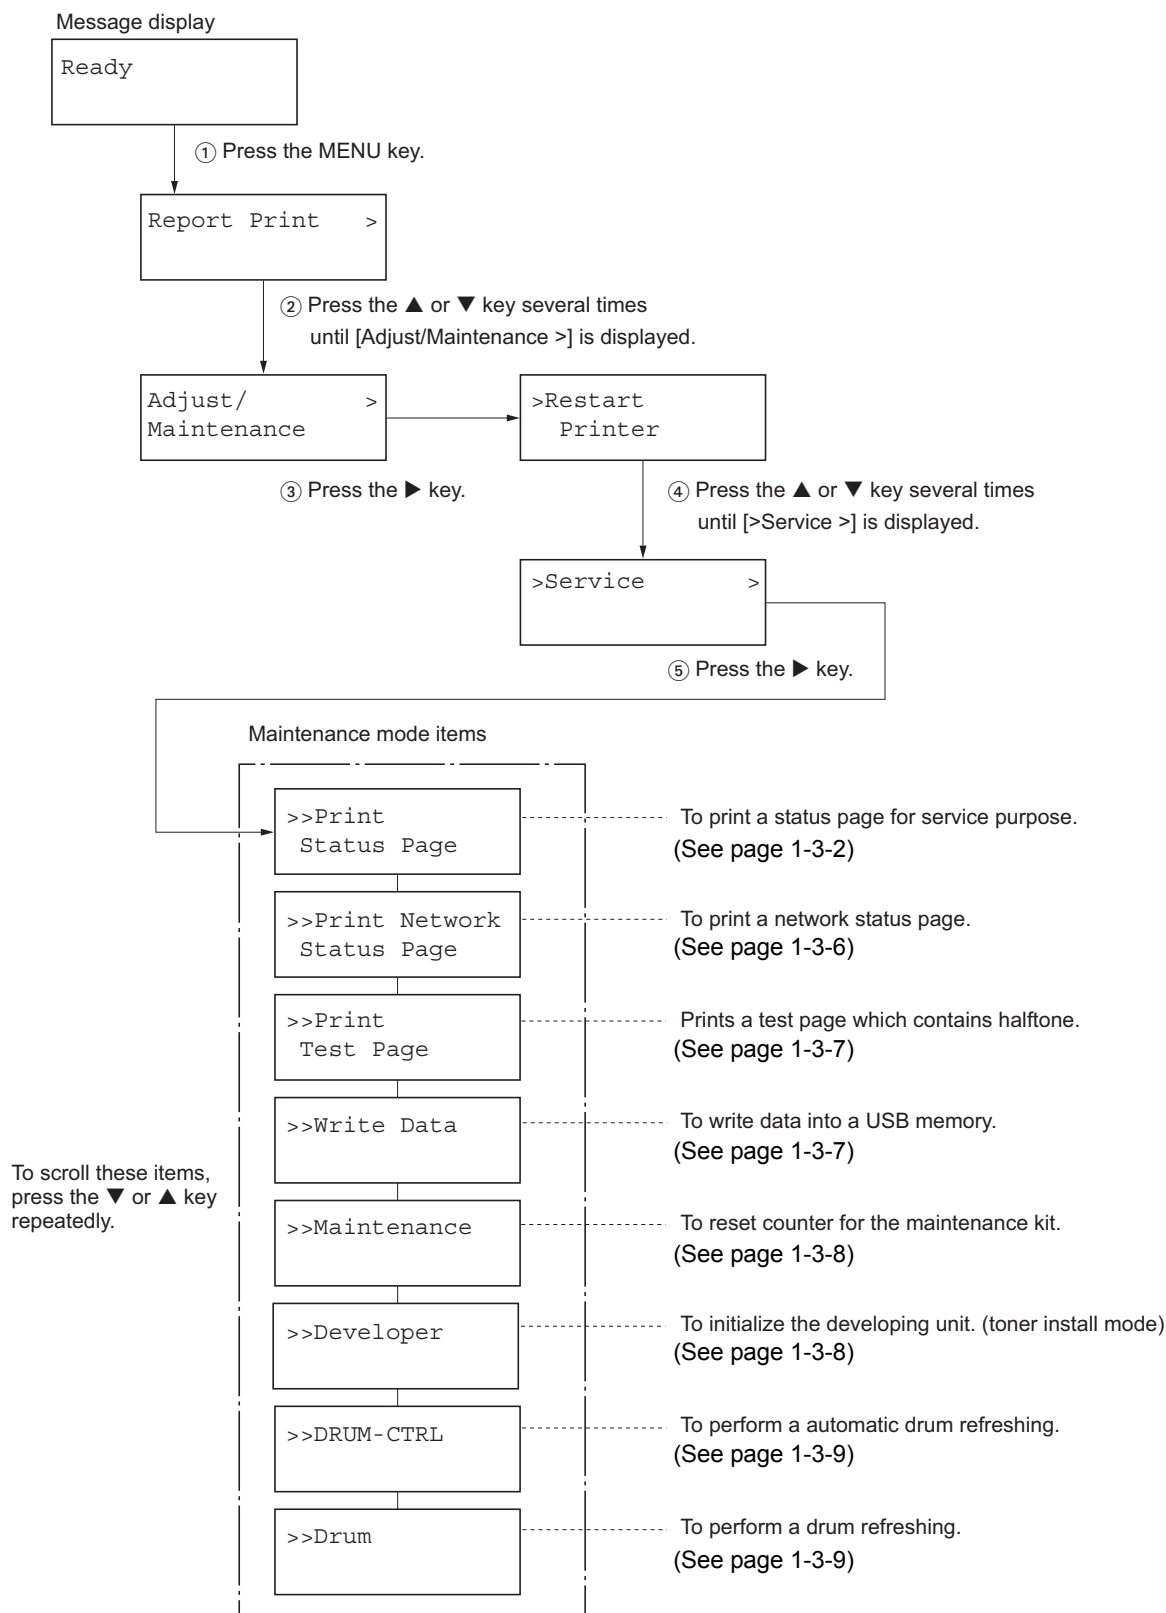 Message display
Ready
① Press the MENU key.
Report Print >
② Press the ▲ or ▼ key several times
until [Adjust/Maintenance >] is displayed.
Adjust/ >
Maintenance
>Restart
Printer
③ Press the ▶ key.
④ Press the ▲ or ▼ key several times
until [>Service >] is displayed.
>Service >
⑤ Press the ▶ key.
Maintenance mode items
>>Print
Status Page
To print a status page for service purpose.
(See page 1-3-2)
>>Print Network
Status Page
To print a network status page.
(See page 1-3-6)
>>Print
Test Page
Prints a test page which contains halftone.
(See page 1-3-7)
>>Write Data
To write data into a USB memory.
(See page 1-3-7)
To scroll these items,
press the ▼ or ▲ key
repeatedly.
>>Maintenance
To reset counter for the maintenance kit.
(See page 1-3-8)
>>Developer
To initialize the developing unit. (toner install mode)
(See page 1-3-8)
>>DRUM-CTRL
To perform a automatic drum refreshing.
(See page 1-3-9)
>>Drum
To perform a drum refreshing.
(See page 1-3-9)